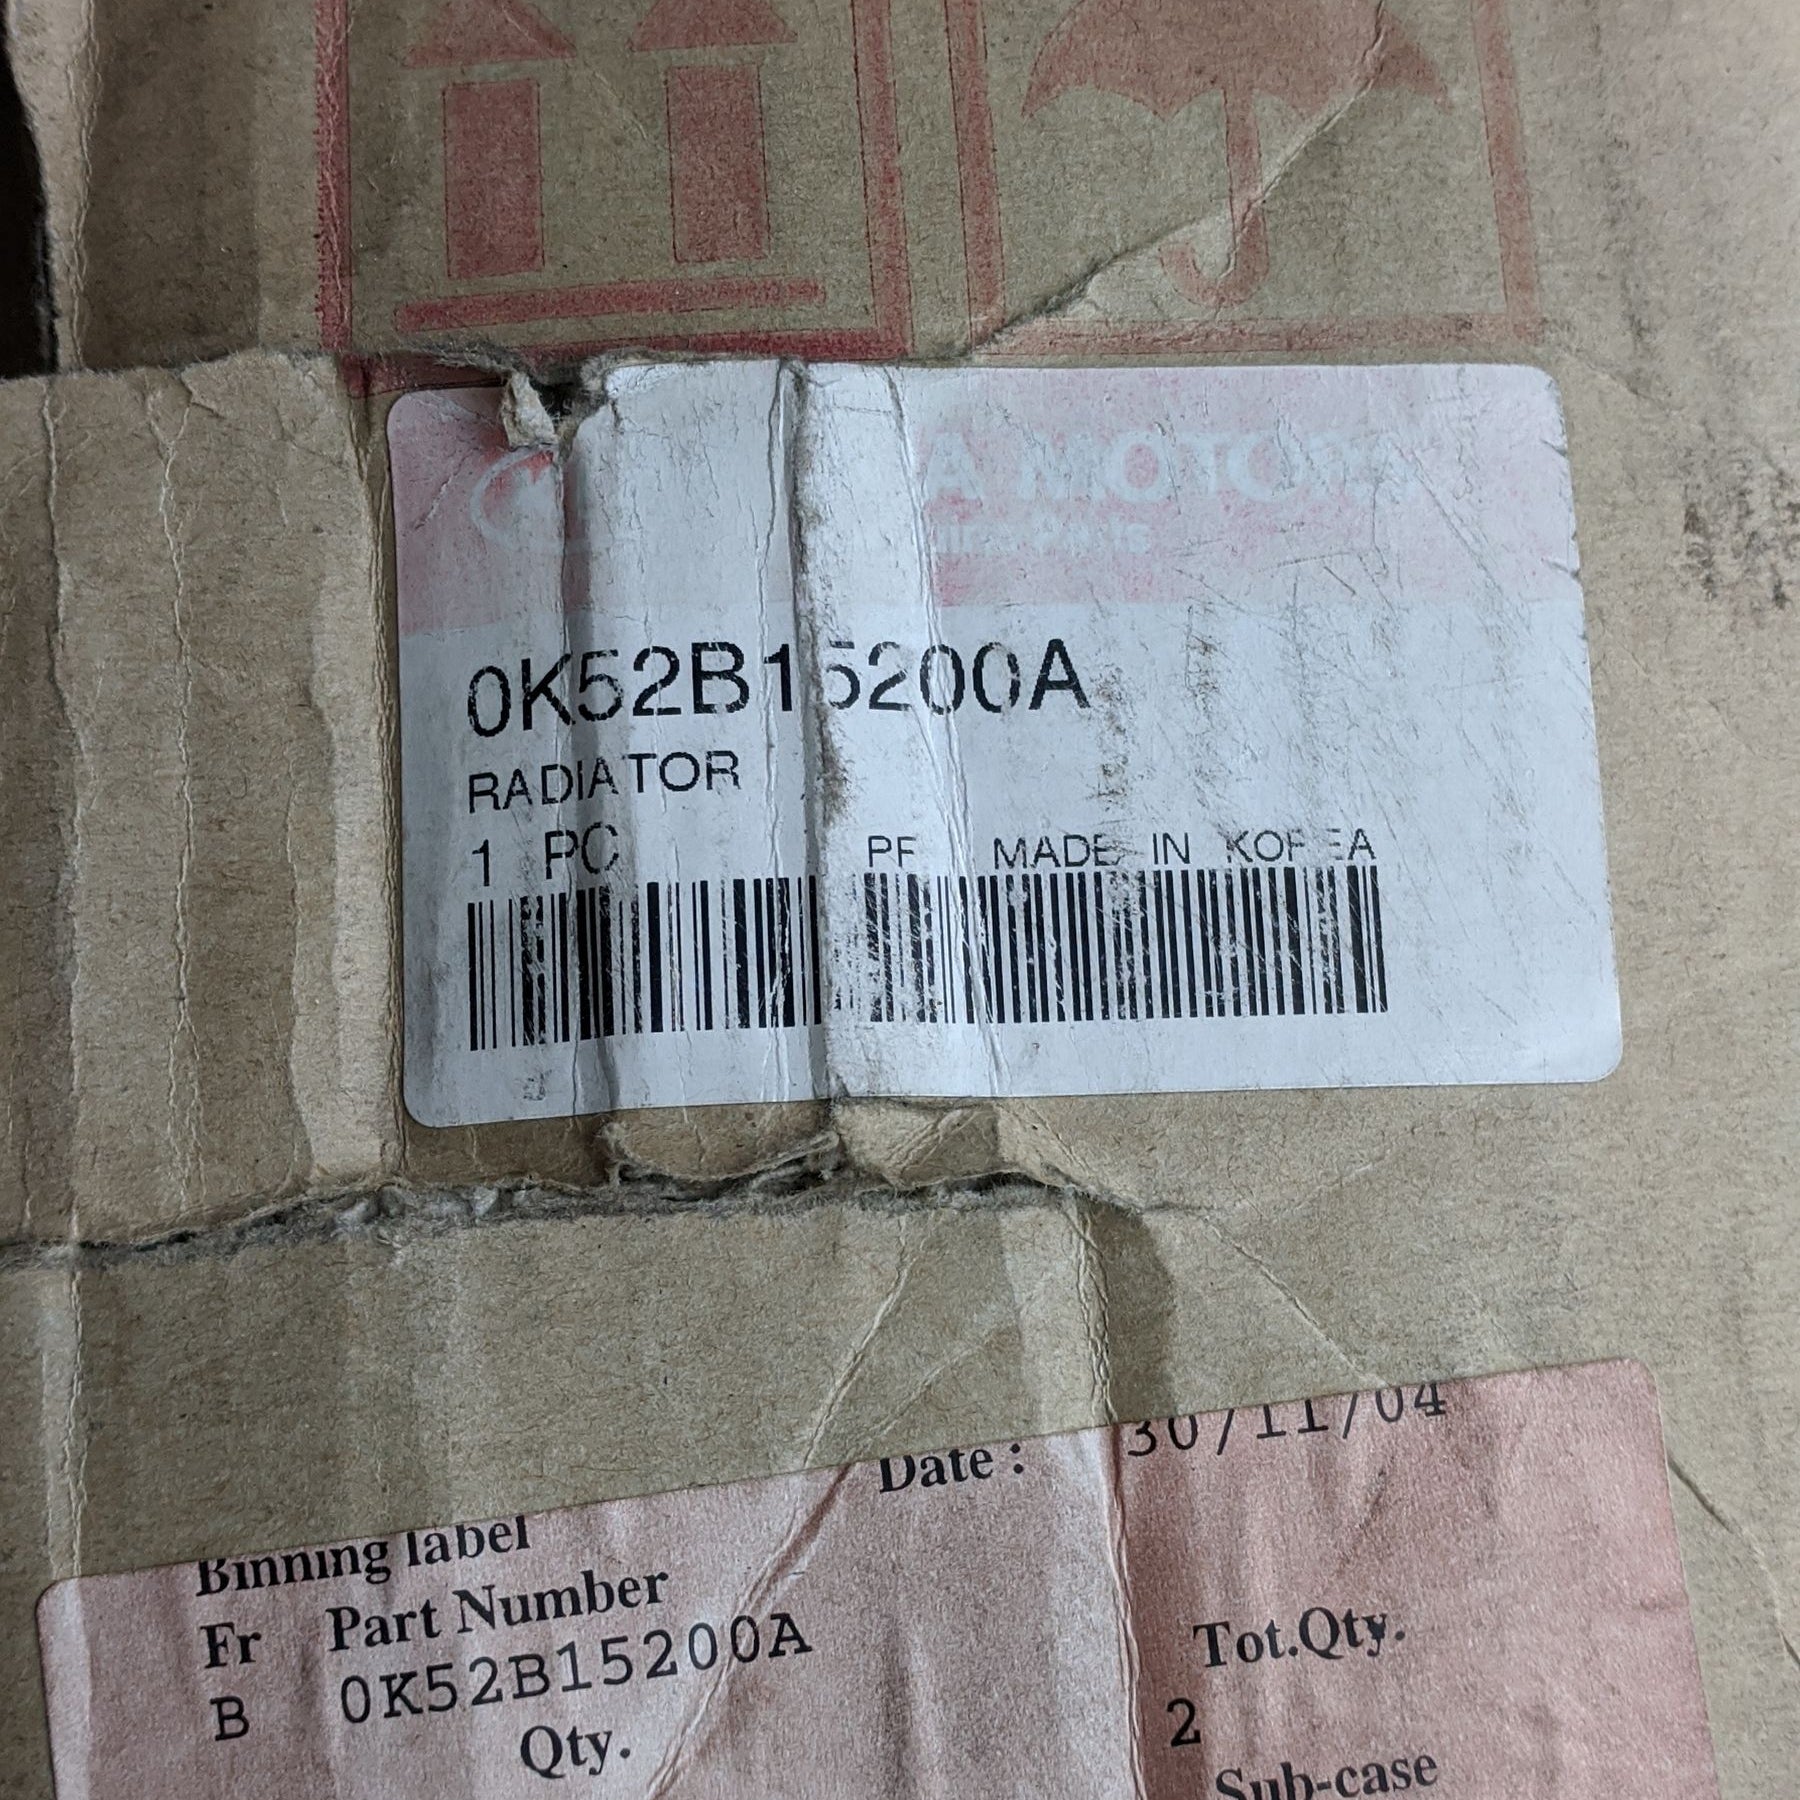 A MOTORS
0K52B15200A
RADIATOR
1 PC PF MADE IN KOREA
Date : 30/11/04
Binning label
Fr Part Number
B 0K52B15200A
Tot.Qty.
2
Qty.
Sub-case